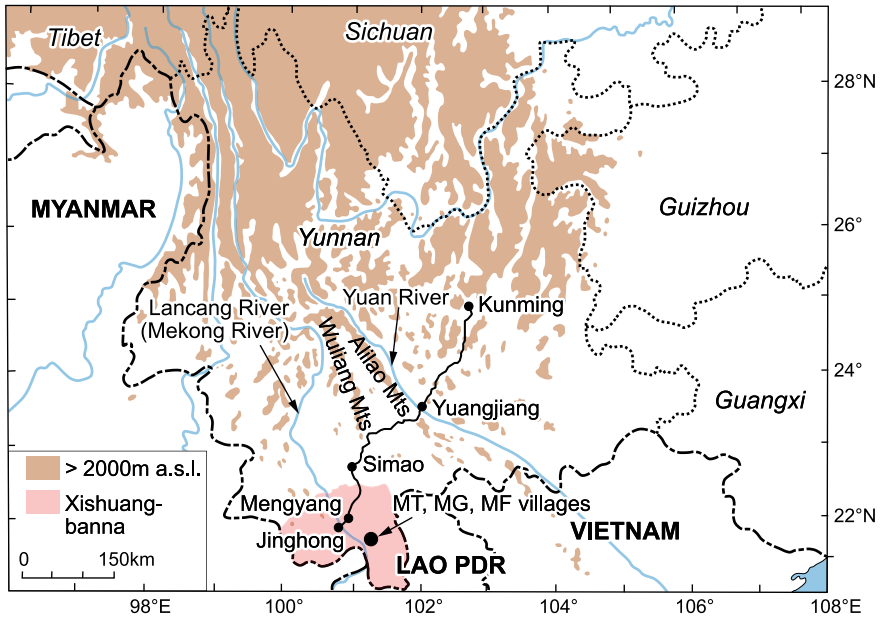 Tibet
Sichuan
28°N
MYANMAR
Guizhou
Yunnan
26°
Lancang River
(Mekong River)
Yuan River
Kunming
Wuliang Mts
Alilao Mts
24°
Yuangjiang
Guangxi
Simao
> 2000m a.s.l.
Xishuang-
banna
Mengyang
MT, MG, MF villages
22°N
Jinghong
VIETNAM
LAO PDR
0
150km
98°E
100°
102°
104°
106°
108°E